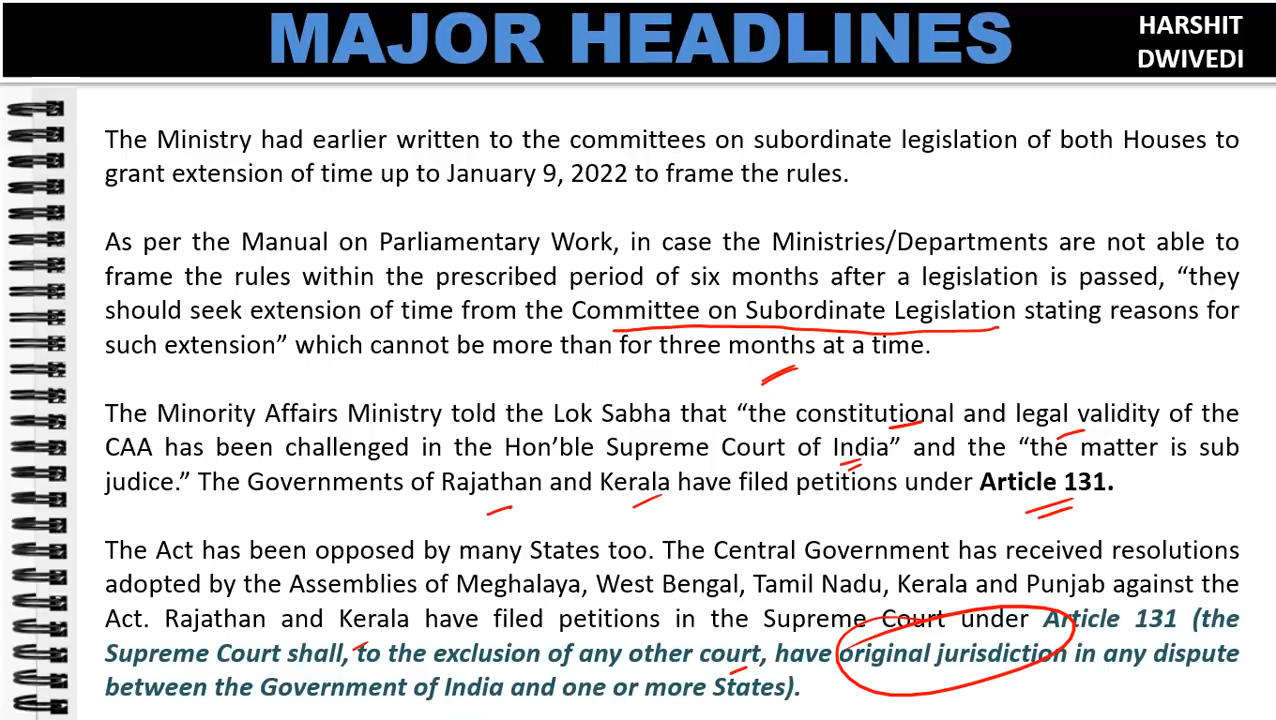 MAJOR HEADLINES
HARSHIT
DWIVEDI
The Ministry had earlier written to the committees on subordinate legislation of both Houses to
grant extension of time up to January 9, 2022 to frame the rules.
As per the Manual on Parliamentary Work, in case the Ministries/Departments are not able to
frame the rules within the prescribed period of six months after a legislation is passed, “they
should seek extension of time from the Committee on Subordinate Legislation stating reasons for
such extension” which cannot be more than for three months at a time.
The Minority Affairs Ministry told the Lok Sabha that “the constitutional and legal validity of the
CAA has been challenged in the Hon’ble Supreme Court of India” and the “the matter is sub
judice.” The Governments of Rajathan and Kerala have filed petitions under Article 131.
The Act has been opposed by many States too. The Central Government has received resolutions
adopted by the Assemblies of Meghalaya, West Bengal, Tamil Nadu, Kerala and Punjab against the
Act. Rajathan and Kerala have filed petitions in the Supreme Court under Article 131 (the
Supreme Court shall, to the exclusion of any other court, have original jurisdiction in any dispute
between the Government of India and one or more States).